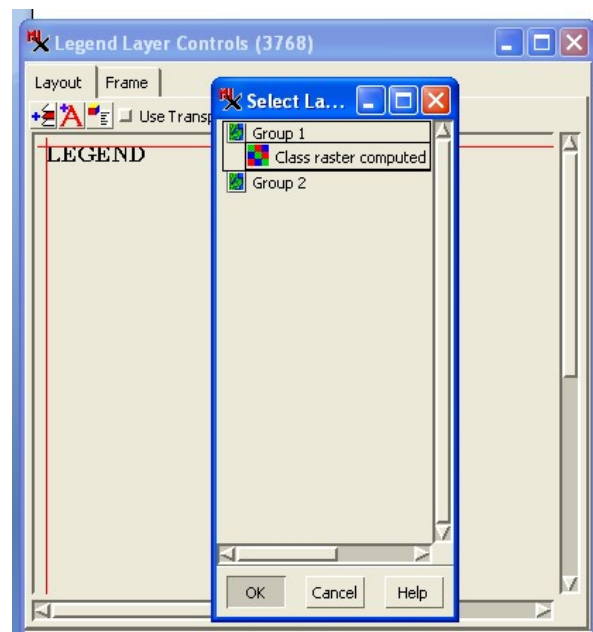 Legend Layer Controls (3768)
Layout Frame
Use Transp
LEGEND
Select La...
Group 1
Class raster computed
Group 2
OK Cancel Help